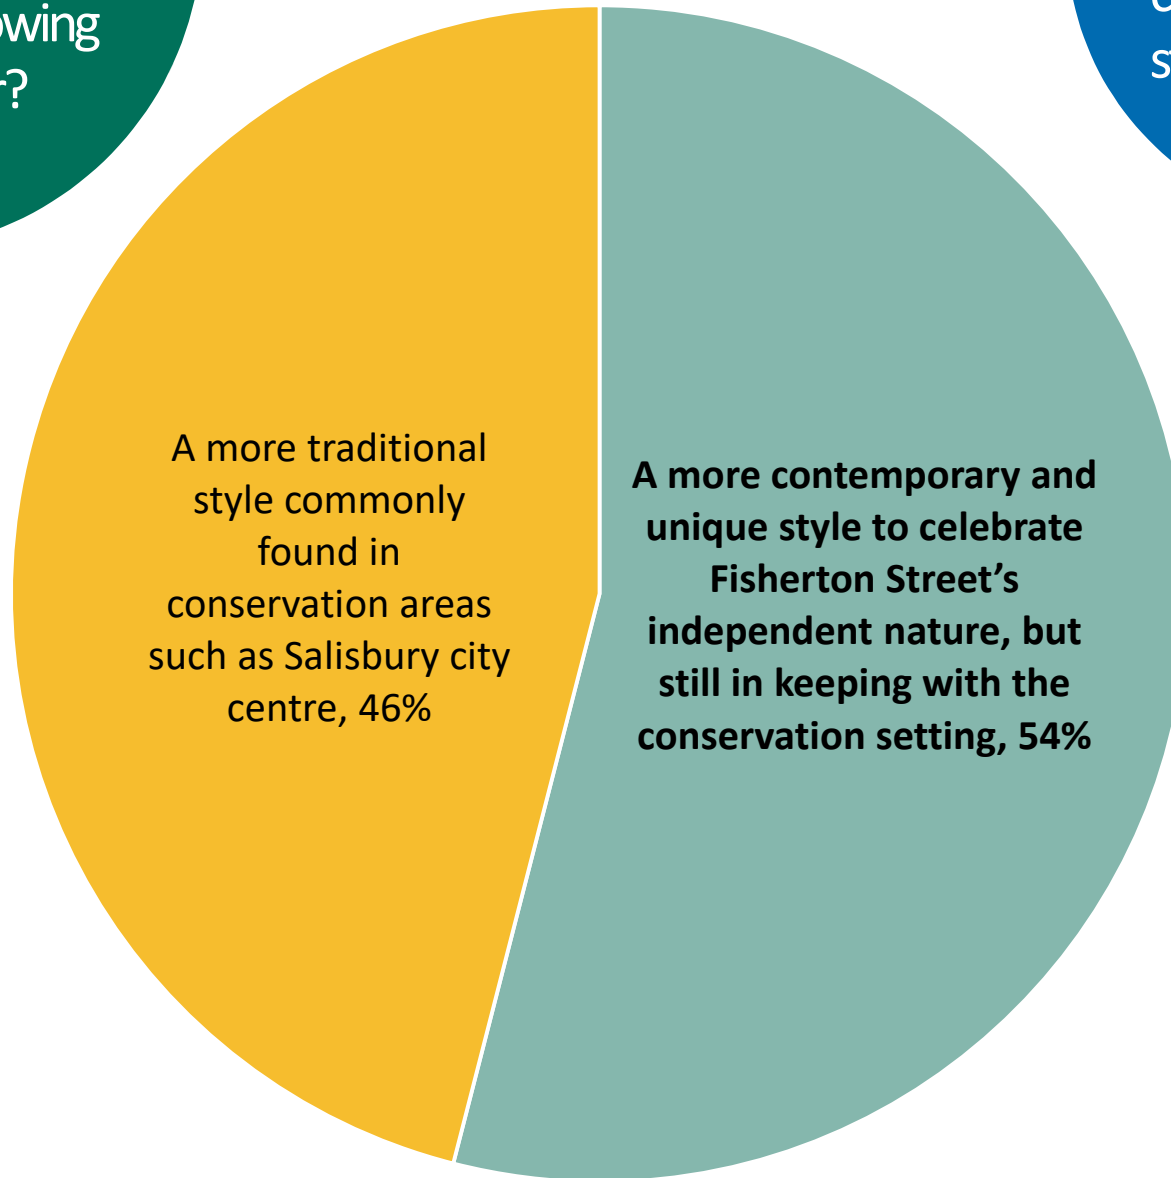 r?
A more traditional
style commonly
found in
conservation areas
such as Salisbury city
centre, 46%
A more contemporary and
unique style to celebrate
Fisherton Street’s
independent nature, but
still in keeping with the
conservation setting, 54%